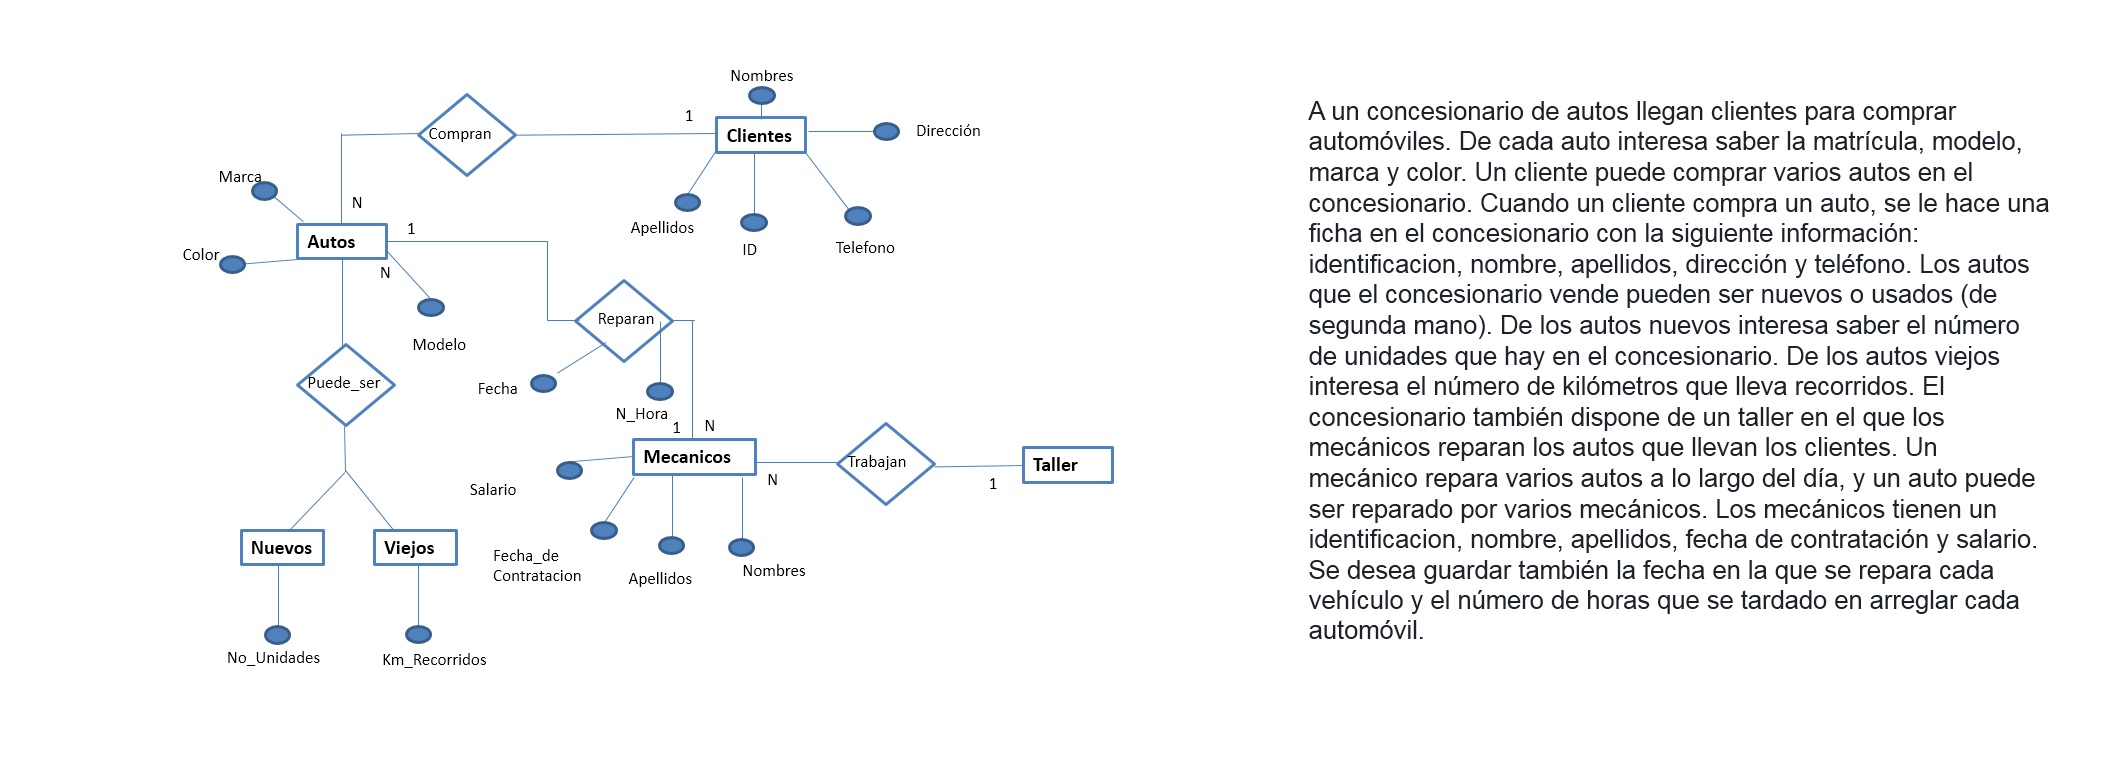 Nombres
1
Compran
Clientes
Dirección
Marca
N
Apellidos
ID
Telefono
Autos
1
Color
N
Modelo
Reparan
Puede_ser
Fecha
N_Hora
1
N
Mecanicos
Trabajan
Taller
Salario
N
1
Nuevos
Viejos
Fecha_de
Contratacion
Apellidos
Nombres
No_Unidades
Km_Recorridos
A un concesionario de autos llegan clientes para comprar
automóviles. De cada auto interesa saber la matrícula, modelo,
marca y color. Un cliente puede comprar varios autos en el
concesionario. Cuando un cliente compra un auto, se le hace una
ficha en el concesionario con la siguiente información:
identificacion, nombre, apellidos, dirección y teléfono. Los autos
que el concesionario vende pueden ser nuevos o usados (de
segunda mano). De los autos nuevos interesa saber el número
de unidades que hay en el concesionario. De los autos viejos
interesa el número de kilómetros que lleva recorridos. El
concesionario también dispone de un taller en el que los
mecánicos reparan los autos que llevan los clientes. Un
mecánico repara varios autos a lo largo del día, y un auto puede
ser reparado por varios mecánicos. Los mecánicos tienen un
identificacion, nombre, apellidos, fecha de contratación y salario.
Se desea guardar también la fecha en la que se repara cada
vehículo y el número de horas que se tardado en arreglar cada
automóvil.